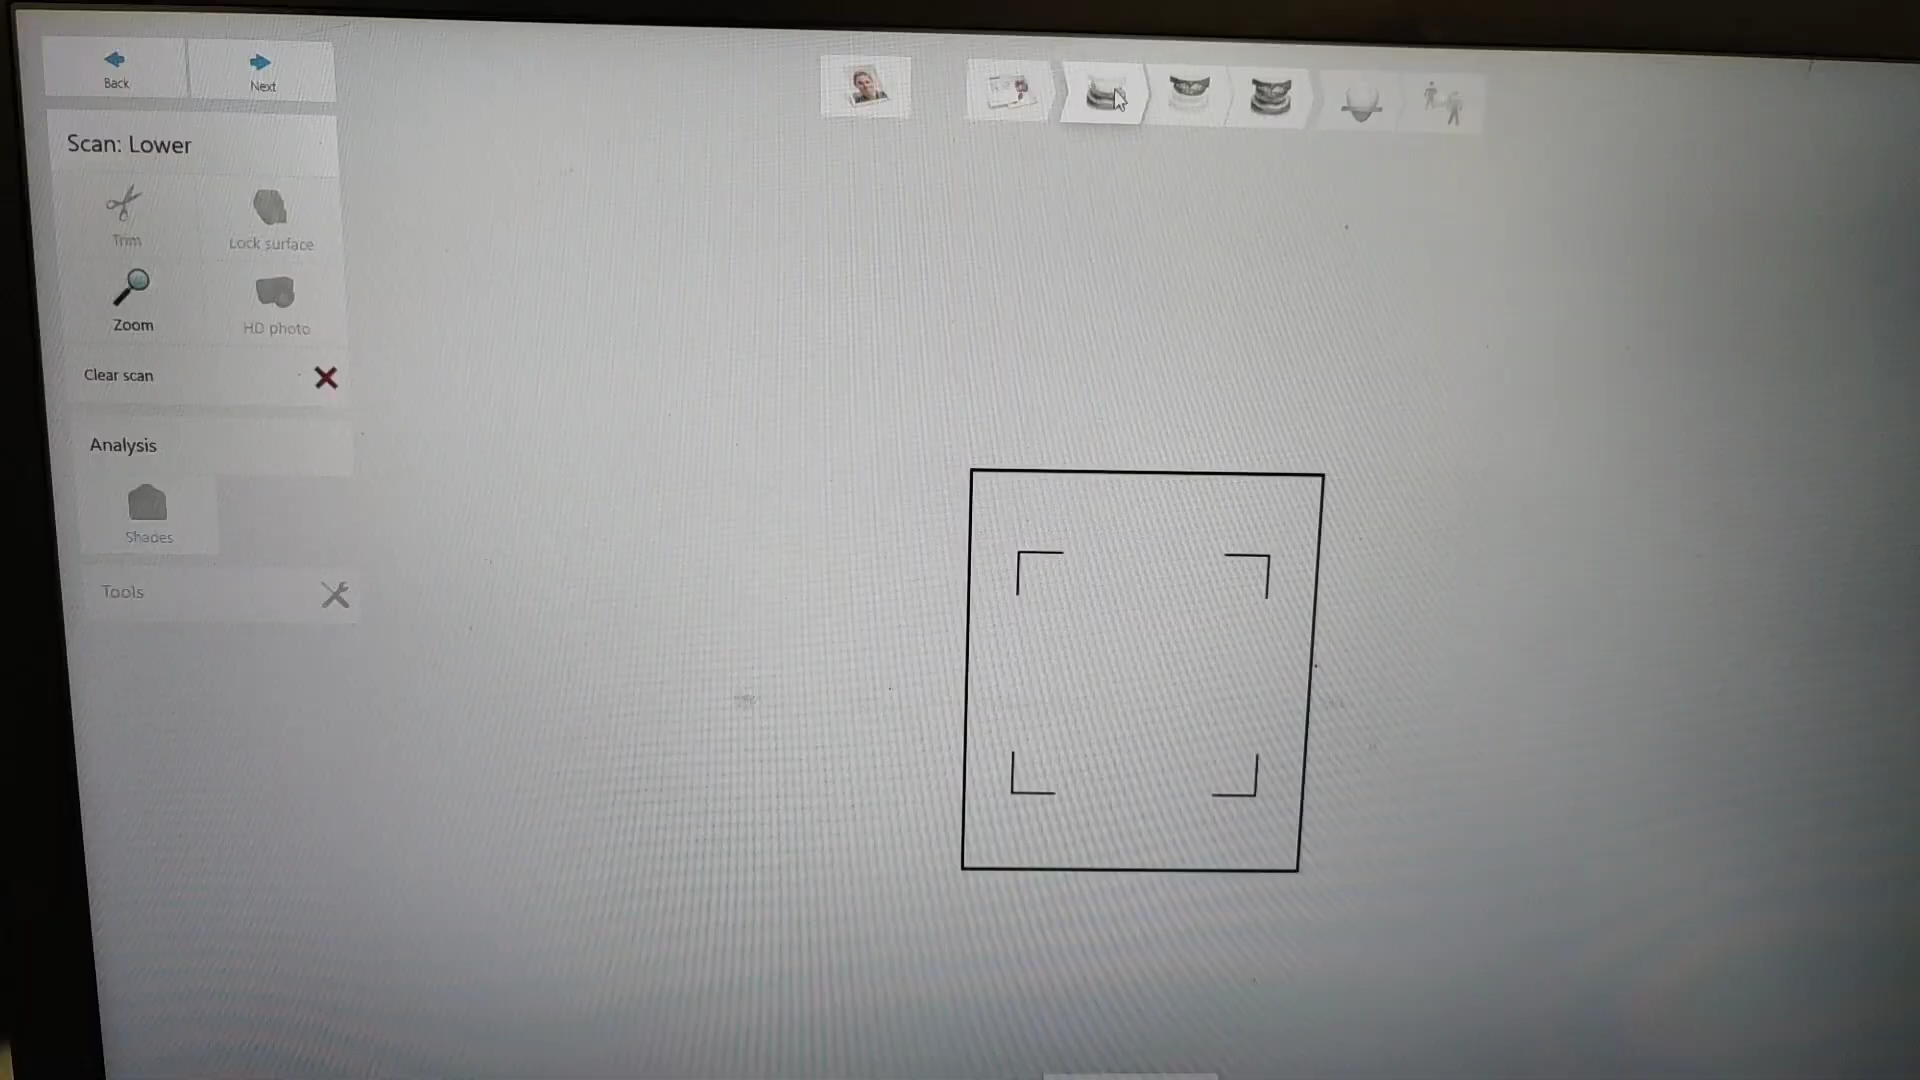 Back
Next
Scan: Lower
Trim
Lock surface
Zoom
HD photo
Clear scan
Analysis
Shades
Tools